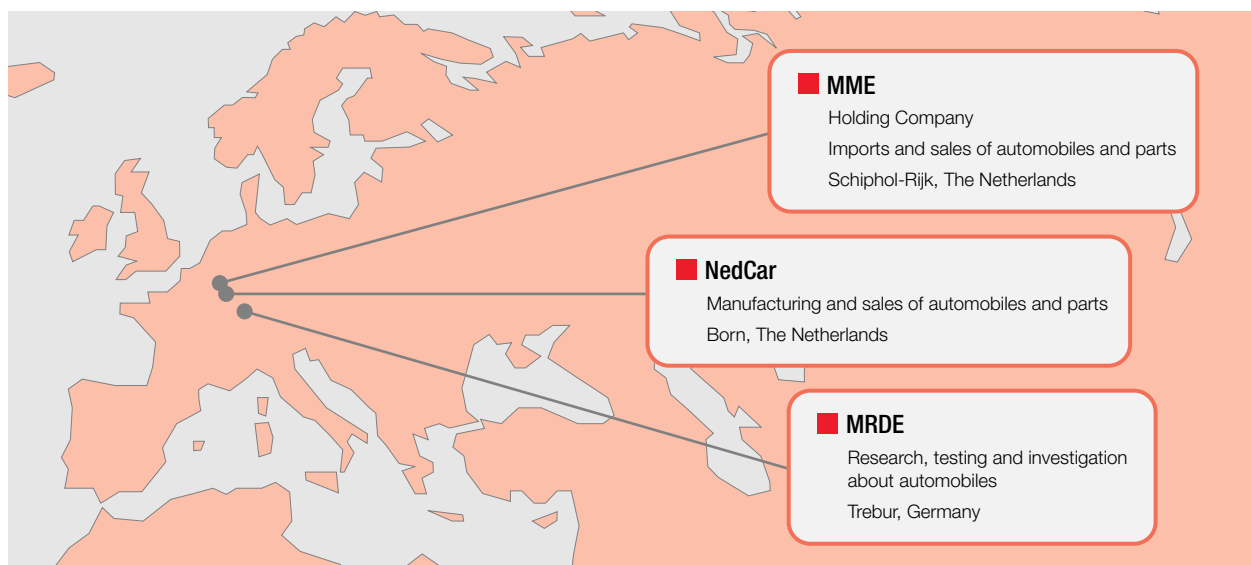 MME
Holding Company
Imports and sales of automobiles and parts
Schiphol-Rijk, The Netherlands
NedCar
Manufacturing and sales of automobiles and parts
Born, The Netherlands
MRDE
Research, testing and investigation
about automobiles
Trebur, Germany